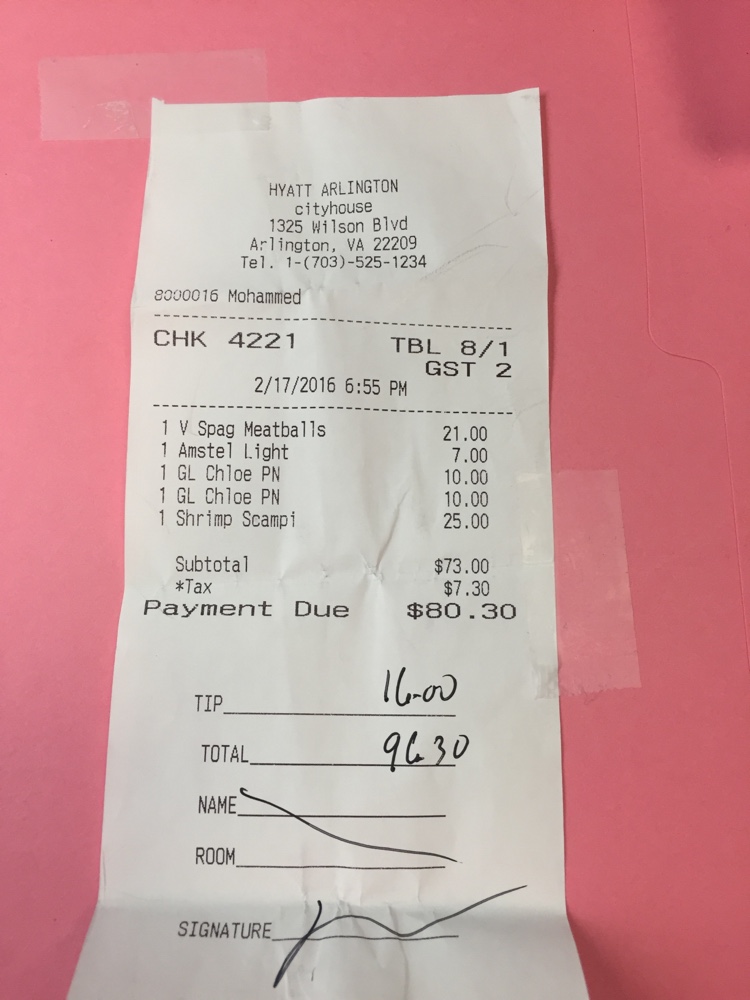 HYATT ARLINGTON
cityhouse
1325 Wilson Blvd
Arlington, VA 22209
Tel. 1-(703)-525-1234
8000016 Mohammed
CHK 4221 TBL 8/1
GST 2
2/17/2016 6:55 PM
1 V Spag Meatballs 21.00
1 Amstel Light 7.00
1 GL Chloe PN 10.00
1 GL Chloe PN 10.00
1 Shrimp Scampi 25.00
Subtotal $73.00
*Tax $7.30
Payment Due $80.30
TIP 16.00
TOTAL 96.30
NAME
ROOM
SIGNATURE